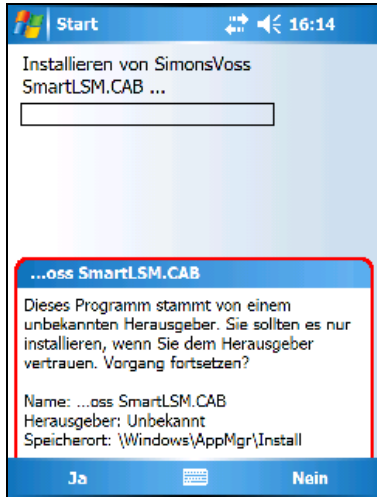 Start 16:14
Installieren von SimonsVoss
SmartLSM.CAB ...
...oss SmartLSM.CAB
Dieses Programm stammt von einem
unbekannten Herausgeber. Sie sollten es nur
installieren, wenn Sie dem Herausgeber
vertrauen. Vorgang fortsetzen?
Name: ...oss SmartLSM.CAB
Herausgeber: Unbekannt
Speicherort: \Windows\AppMgr\Install
Ja Nein